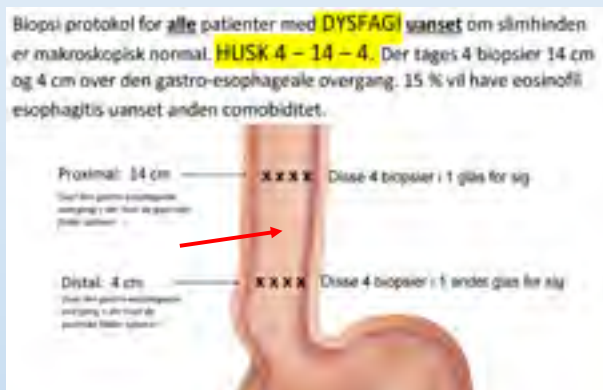 Biopsi protokol for alle patienter med DYSFAGI uanset om slimhinden
er makroskopisk normal. HUSK 4 – 14 – 4. Der tages 4 biopsier 14 cm
og 4 cm over den gastro-esophageale overgang. 15 % vil have eosinofil
esophagitis uanset anden comobiditet.
Proximal: 14 cm
x x x x Disse 4 biopsier i 1 glas for sig
Distal: 4 cm
x x x x Disse 4 biopsier i 1 andet glas for sig